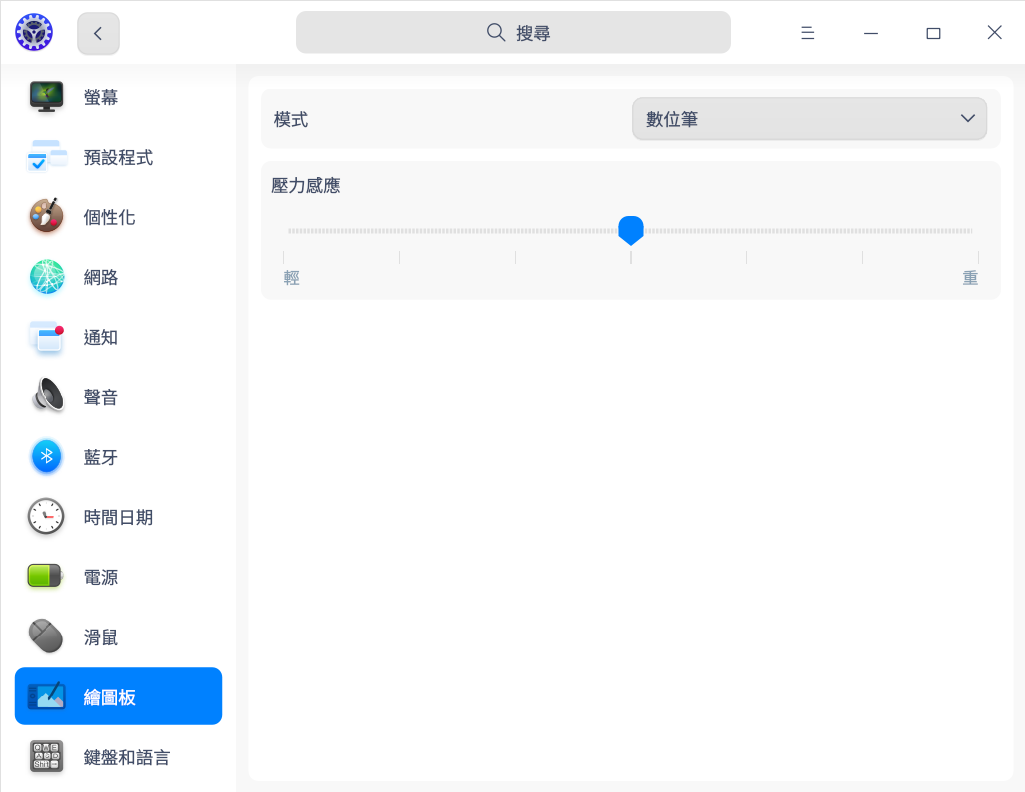 搜尋
螢幕
預設程式
個性化
網路
通知
聲音
藍牙
時間日期
電源
滑鼠
繪圖板
鍵盤和語言
模式
數位筆
壓力感應
輕
重